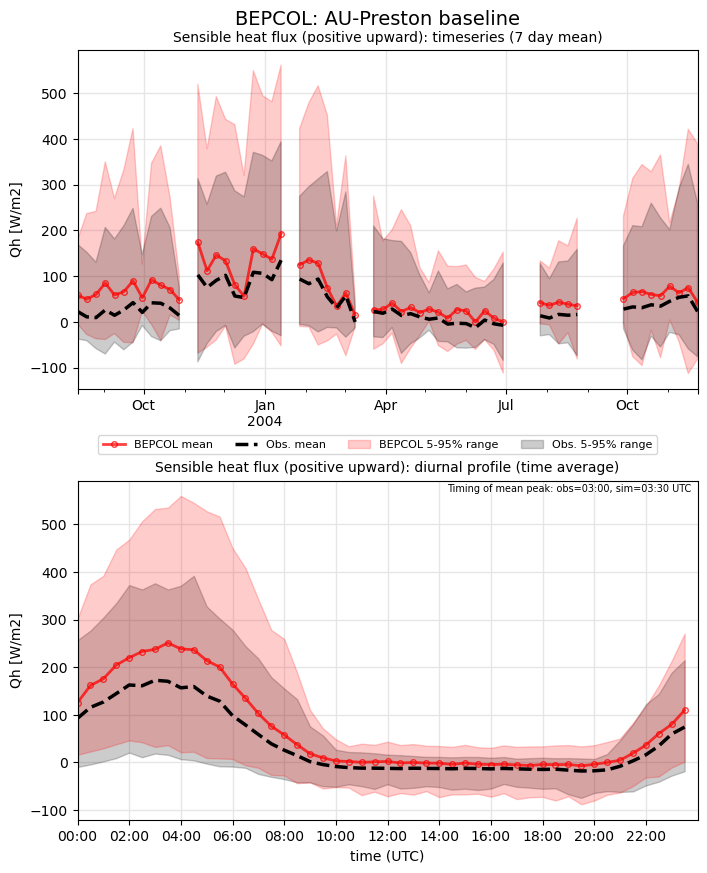 BEPCOL: AU-Preston baseline
Sensible heat flux (positive upward): timeseries (7 day mean)
Qh [W/m2]
500
400
300
200
100
0
−100
Oct
Jan
2004
Apr
Jul
Oct
BEPCOL mean
Obs. mean
BEPCOL 5-95% range
Obs. 5-95% range
Sensible heat flux (positive upward): diurnal profile (time average)
Timing of mean peak: obs=03:00, sim=03:30 UTC
Qh [W/m2]
500
400
300
200
100
0
−100
00:00
02:00
04:00
06:00
08:00
10:00
12:00
14:00
16:00
18:00
20:00
22:00
time (UTC)